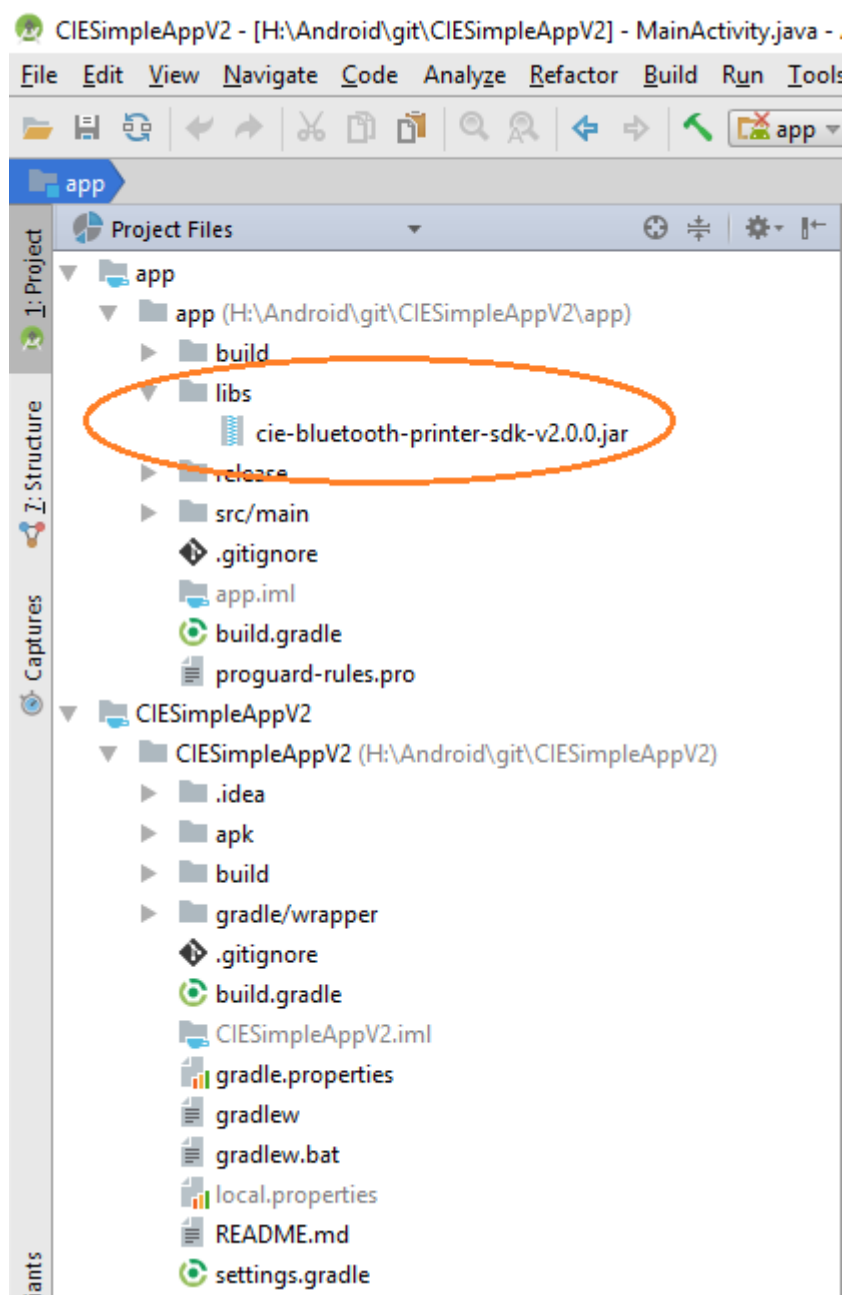 CIESimpleAppV2 - [H:\Android\git\CIESimpleAppV2] - MainActivity.java -
File Edit View Navigate Code Analyze Refactor Build Run Tools
app
app
Project Files
1: Project
7: Structure
Captures
app
app (H:\Android\git\CIESimpleAppV2\app)
build
libs
cie-bluetooth-printer-sdk-v2.0.0.jar
release
src/main
.gitignore
app.iml
build.gradle
proguard-rules.pro
CIESimpleAppV2
CIESimpleAppV2 (H:\Android\git\CIESimpleAppV2)
.idea
apk
build
gradle/wrapper
.gitignore
build.gradle
CIESimpleAppV2.iml
gradle.properties
gradlew
gradlew.bat
local.properties
README.md
settings.gradle